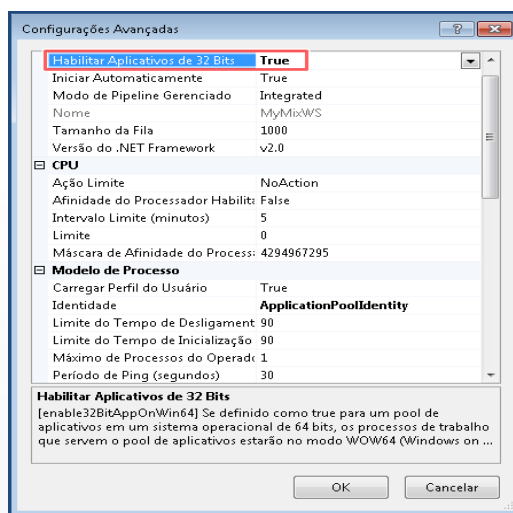 Configurações Avançadas
Habilitar Aplicativos de 32 Bits True
Iniciar Automaticamente True
Modo de Pipeline Gerenciado Integrated
Nome MyMixWS
Tamanho da Fila 1000
Versão do .NET Framework v2.0
CPU
Ação Limite NoAction
Afinidade do Processador Habilita False
Intervalo Limite (minutos) 5
Limite 0
Máscara de Afinidade do Process 4294967295
Modelo de Processo
Carregar Perfil do Usuário True
Identidade ApplicationPoolIdentity
Limite do Tempo de Desligament 90
Limite do Tempo de Inicialização 90
Máximo de Processos do Operado 1
Período de Ping (segundos) 30
Habilitar Aplicativos de 32 Bits
[enable32BitAppOnWin64] Se definido como true para um pool de
aplicativos em um sistema operacional de 64 bits, os processos de trabalho
que servem o pool de aplicativos estarão no modo WOW64 (Windows on ...
OK Cancelar